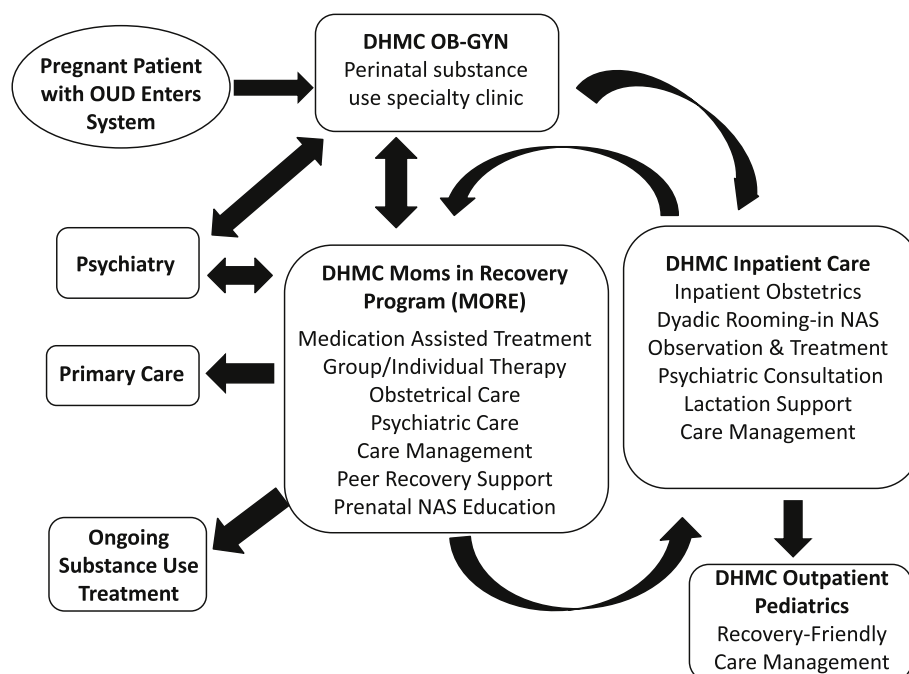 Pregnant Patient
with OUD Enters
System
DHMC OB-GYN
Perinatal substance
use specialty clinic
Psychiatry
Primary Care
Ongoing
Substance Use
Treatment
DHMC Moms in Recovery
Program (MORE)
Medication Assisted Treatment
Group/Individual Therapy
Obstetrical Care
Psychiatric Care
Care Management
Peer Recovery Support
Prenatal NAS Education
DHMC Inpatient Care
Inpatient Obstetrics
Dyadic Rooming-in NAS
Observation & Treatment
Psychiatric Consultation
Lactation Support
Care Management
DHMC Outpatient
Pediatrics
Recovery-Friendly
Care Management